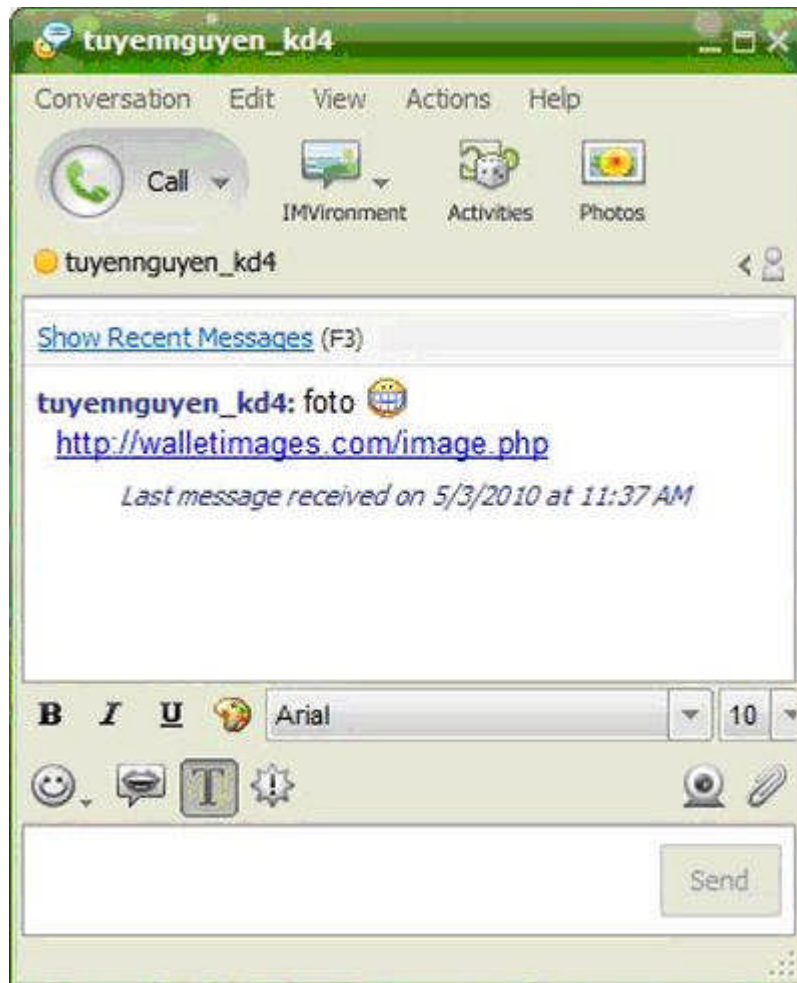 tuyennguyen_kd4
Conversation Edit View Actions Help
Call IMVironment Activities Photos
tuyennguyen_kd4
Show Recent Messages (F3)
tuyennguyen_kd4: foto
http://walletimages.com/image.php
Last message received on 5/3/2010 at 11:37 AM
B I U Arial 10
T
Send